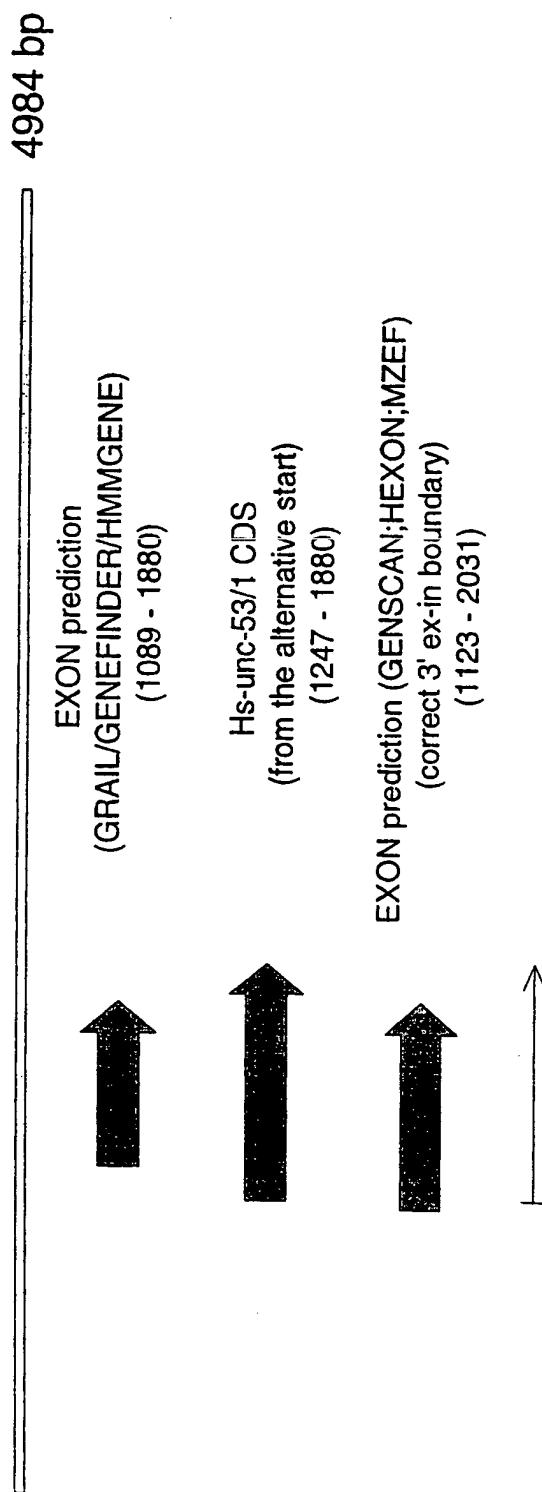 4984 bp
EXON prediction
(GRAIL/GENEFINDER/HMMGENE)
(1089 - 1880)
Hs-unc-53/1 CDS
(from the alternative start)
(1247 - 1880)
EXON prediction (GENSCAN;HEXON;MZEF)
(correct 3' ex-in boundary)
(1123 - 2031)